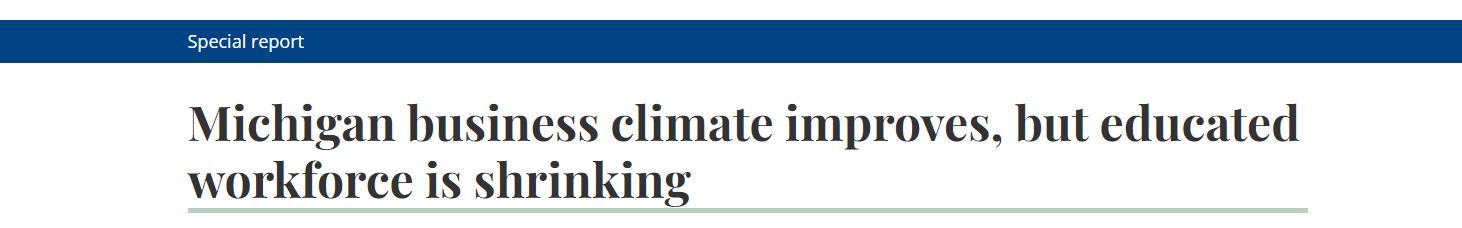 Special report
Michigan business climate improves, but educated
workforce is shrinking